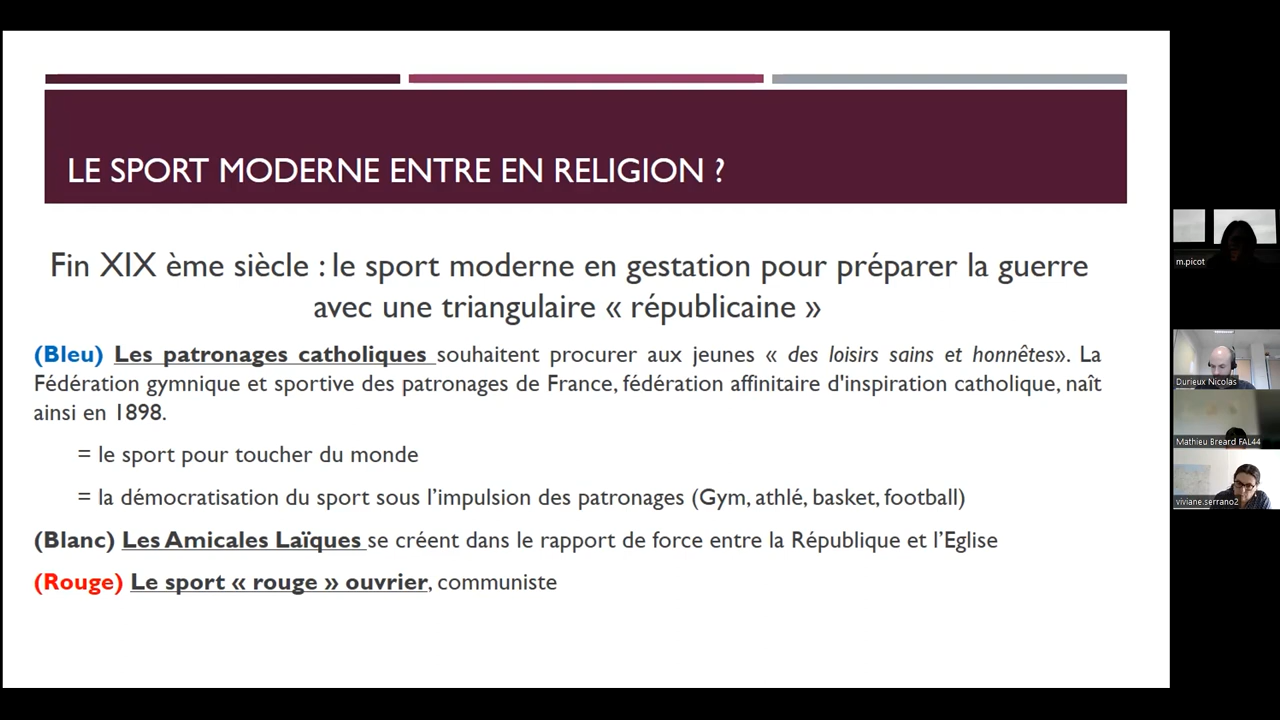 LE SPORT MODERNE ENTRE EN RELIGION ?
Fin XIX ème siècle : le sport moderne en gestation pour préparer la guerre
avec une triangulaire « républicaine »
(Bleu) Les patronages catholiques souhaitent procurer aux jeunes « des loisirs sains et honnêtes». La
Fédération gymnique et sportive des patronages de France, fédération affinitaire d'inspiration catholique, naît
ainsi en 1898.
= le sport pour toucher du monde
= la démocratisation du sport sous l’impulsion des patronages (Gym, athlé, basket, football)
(Blanc) Les Amicales Laïques se créent dans le rapport de force entre la République et l’Eglise
(Rouge) Le sport « rouge » ouvrier, communiste
m.picot
Durieux Nicolas
Mathieu Breard FAL44
viviane.serrano2